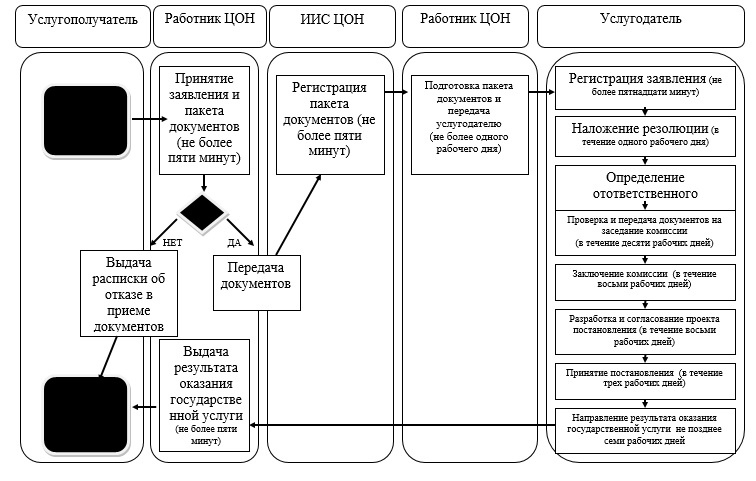 Услугополучатель
Работник ЦОН
ИИС ЦОН
Работник ЦОН
Услугодатель
Принятие
заявления и
пакета
документов
(не более
пяти минут)
НЕТ
ДА
Выдача
расписки об
отказе в
приеме
документов
Передача
документов
Регистрация
пакета
документов (не
более пяти
минут)
Подготовка пакета
документов и
передача
услугодателю
(не более одного
рабочего дня)
Регистрация заявления (не
более пятнадцати минут)
Наложение резолюции (в
течение одного рабочего дня)
Определение
отответственного
Проверка и передача документов на
заседание комиссии
(в течение десяти рабочих дней)
Заключение комиссии (в течение
восьми рабочих дней)
Разработка и согласование проекта
постановления (в течение восьми
рабочих дней)
Принятие постановления (в течение
трех рабочих дней)
Направление результата оказания
государственной услуги не позднее
семи рабочих дней
Выдача
результата
оказания
государстве
нной услуги
(не более пяти
минут)